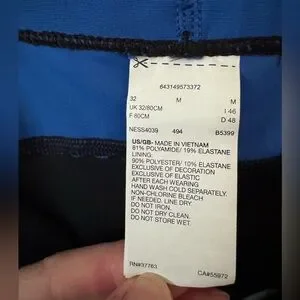 643149573372
32 M M
UK 32/80CM I 46
F 80CM D 48
NESS4039 494 B5399
US/GB- MADE IN VIETNAM
81% POLYAMIDE/ 19% ELASTANE
LINING:
90% POLYESTER/ 10% ELASTANE
EXCLUSIVE OF DECORATION
EXCLUSIVE OF ELASTIC
AFTER EACH WEARING
HAND WASH COLD SEPARATELY.
NON-CHLORINE BLEACH
IF NEEDED. LINE DRY.
DO NOT IRON.
DO NOT DRY CLEAN.
DO NOT STORE WET.
RN#37763 CA#55972